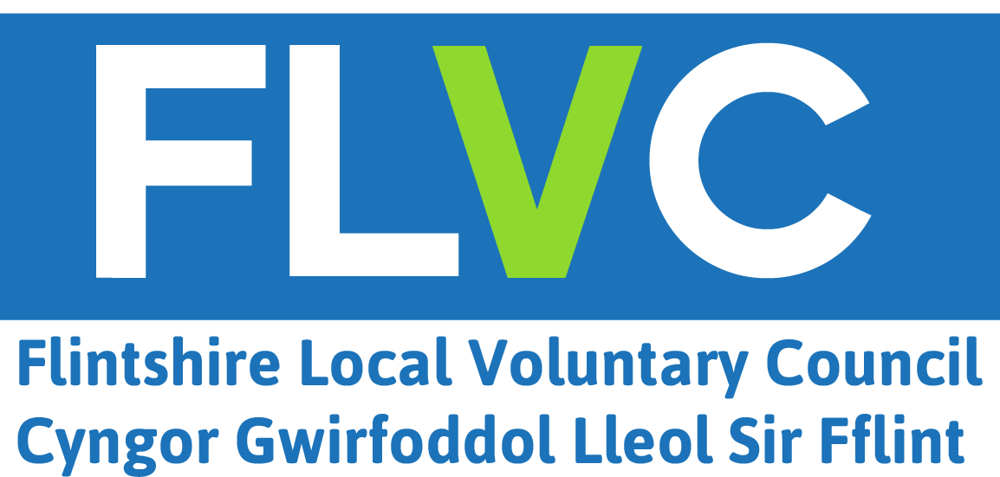 FLVC
Flintshire Local Voluntary Council
Cyngor Gwirfoddol Lleol Sir Fflint